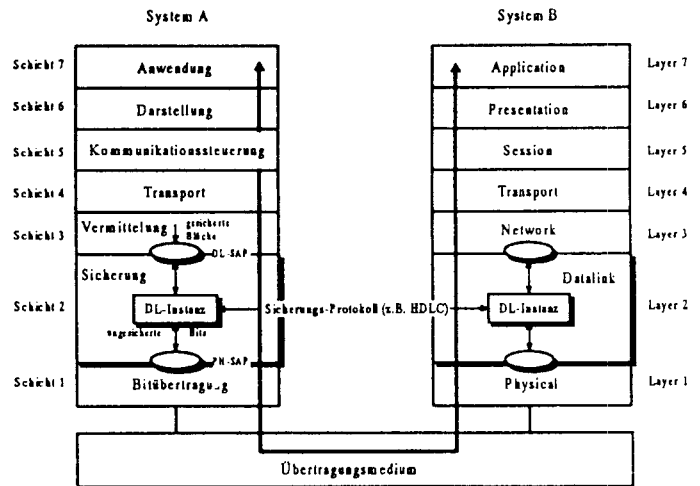 System A
System B
Schicht 7
Anwendung
Application
Layer 7
Schicht 6
Darstellung
Presentation
Layer 6
Schicht 5
Kommunikationssteuerung
Session
Layer 5
Schicht 4
Transport
Transport
Layer 4
Schicht 3
Vermittelung
gesicherte
Blöcke
DL-SAP
Network
Layer 3
Sicherung
Datalink
Schicht 2
DL-Instanz
Sicherungs-Protokoll (z.B. HDLC)
DL-Instanz
Layer 2
ungesicherte Bits
PH-SAP
Schicht 1
Bitübertragung
Physical
Layer 1
Übertragungsmedium